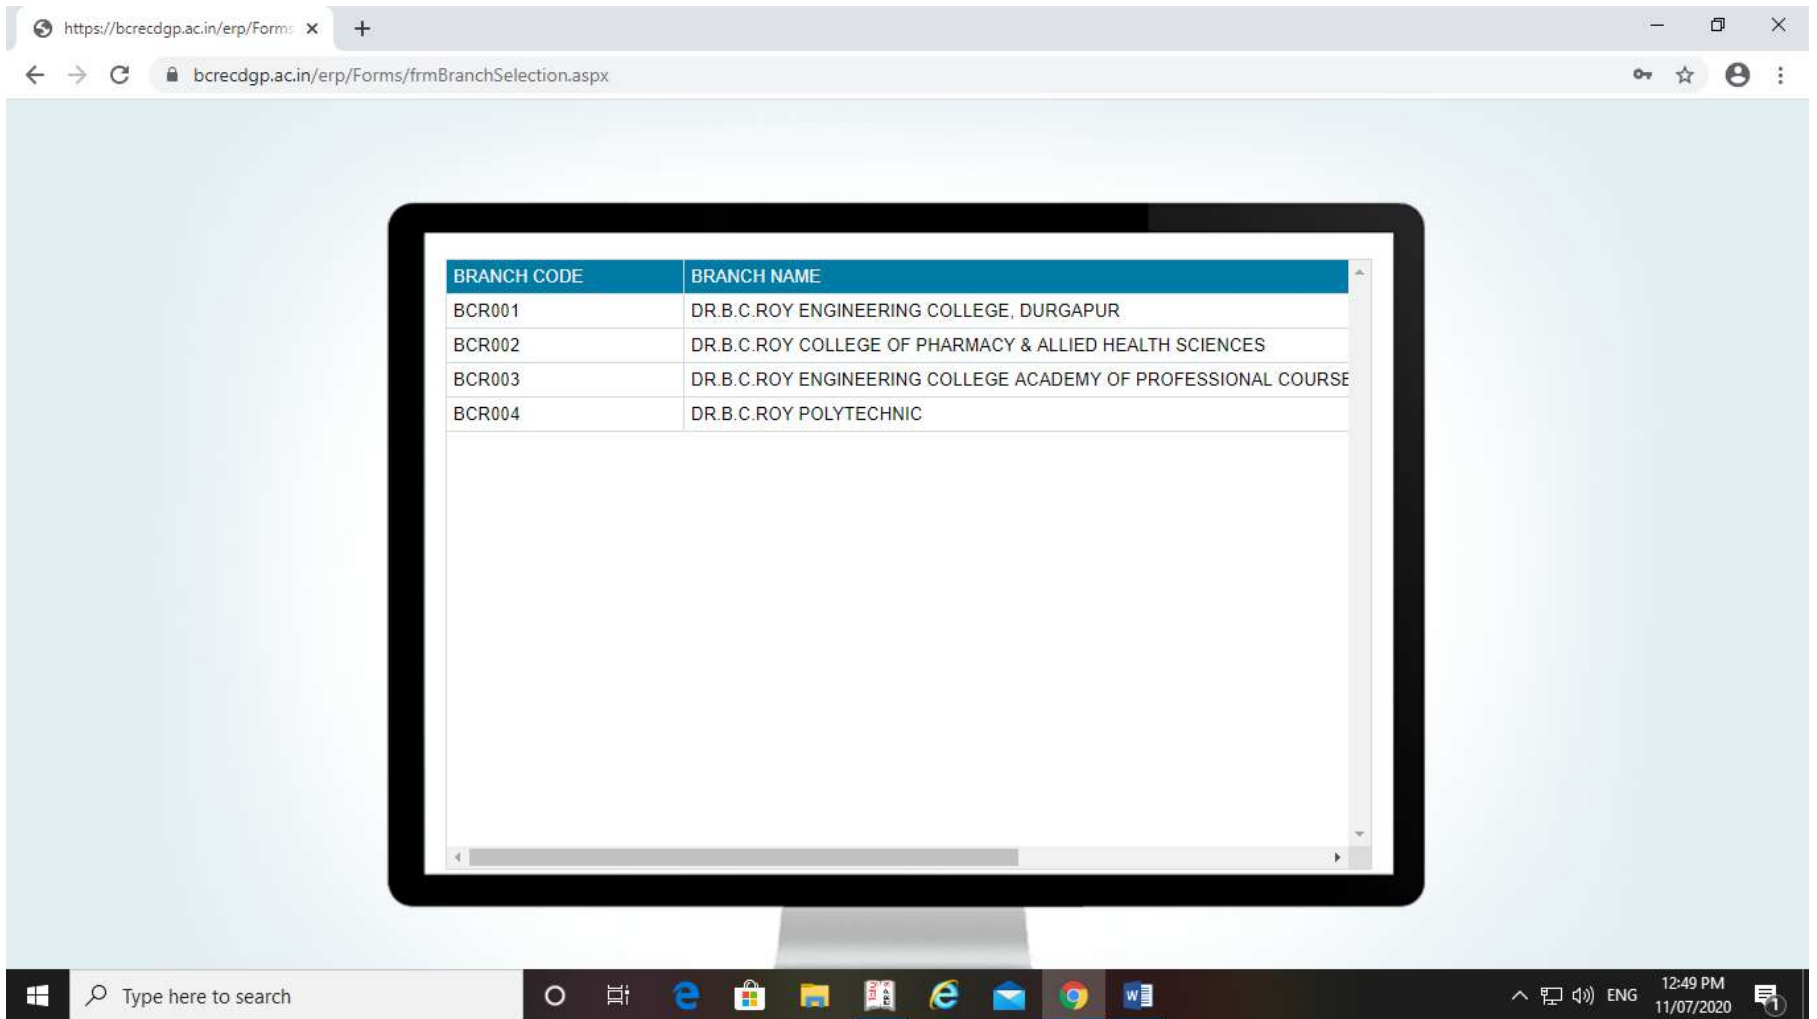 https://bcrecdgp.ac.in/erp/Forms
bcrecdgp.ac.in/erp/Forms/frmBranchSelection.aspx
BRANCH CODE BRANCH NAME
BCR001 DR.B.C.ROY ENGINEERING COLLEGE, DURGAPUR
BCR002 DR.B.C.ROY COLLEGE OF PHARMACY & ALLIED HEALTH SCIENCES
BCR003 DR.B.C.ROY ENGINEERING COLLEGE ACADEMY OF PROFESSIONAL COURSE
BCR004 DR.B.C.ROY POLYTECHNIC
Type here to search
ENG
12:49 PM
11/07/2020
1